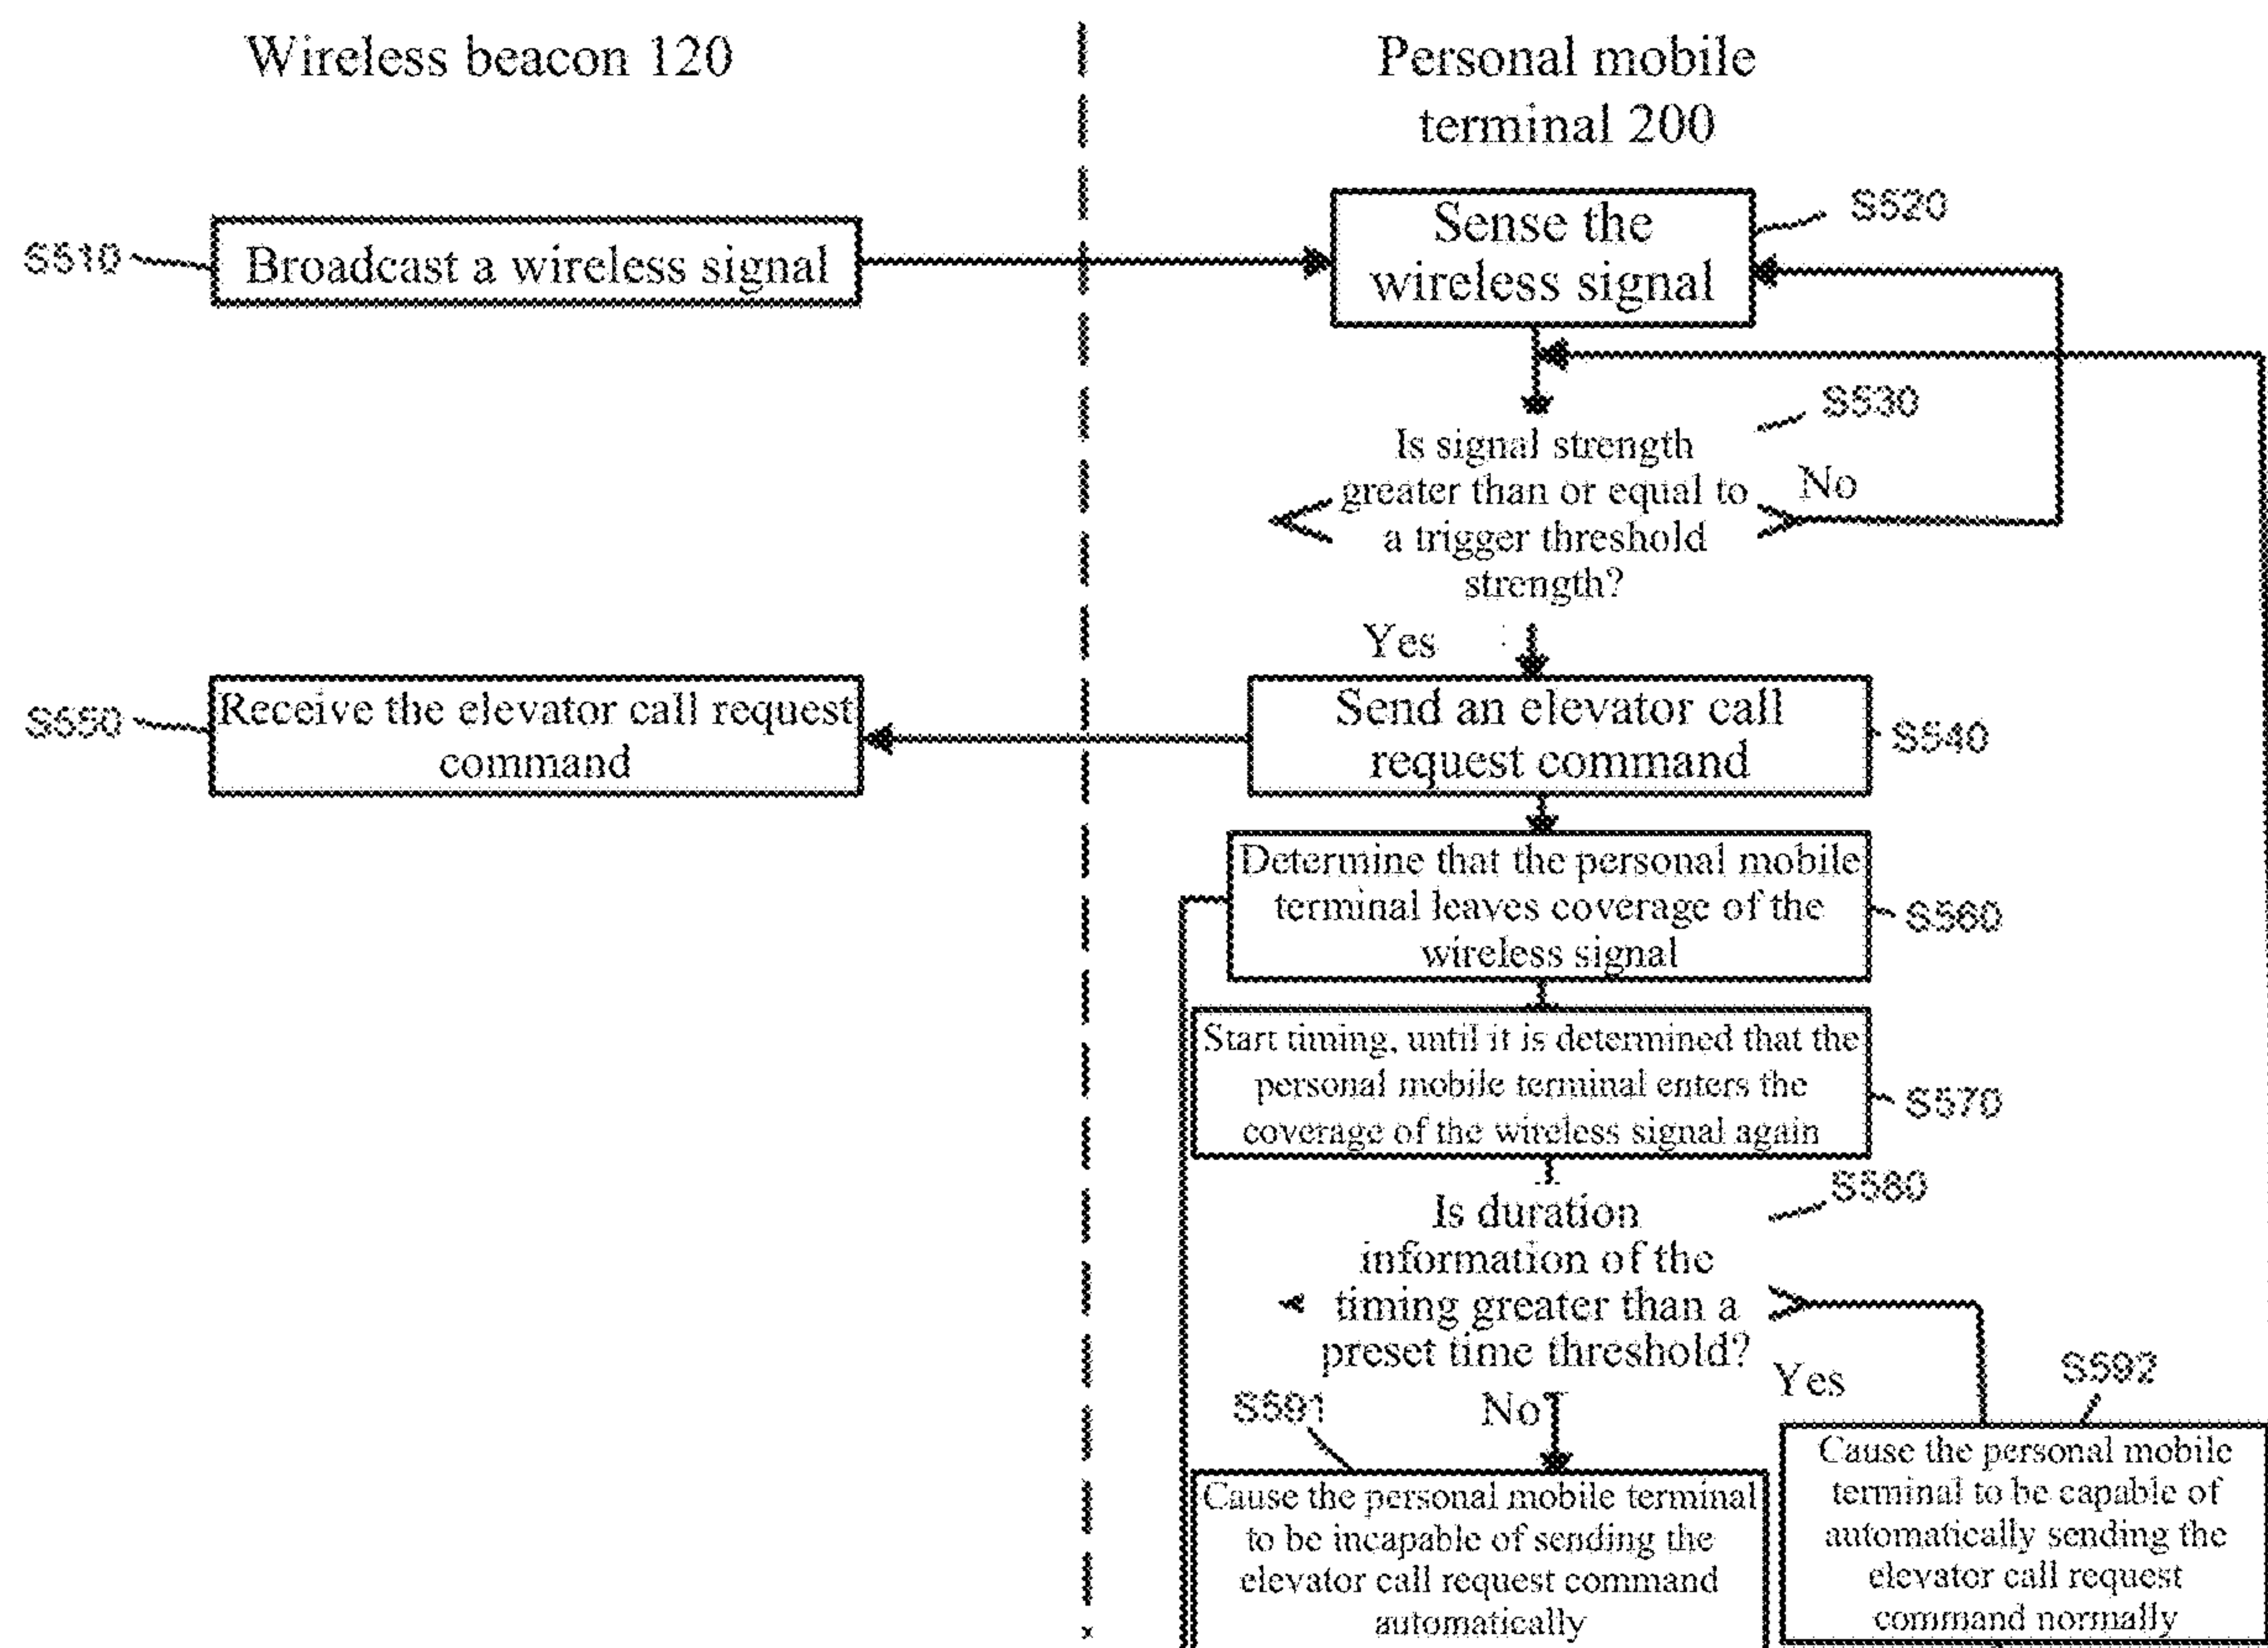 Wireless beacon 120
Personal mobile
terminal 200
S510
Broadcast a wireless signal
Sense the
wireless signal
S520
S530
Is signal strength
greater than or equal to
a trigger threshold
strength?
No
Yes
S550
Receive the elevator call request
command
Send an elevator call
request command
S540
Determine that the personal mobile
terminal leaves coverage of the
wireless signal
S560
Start timing, until it is determined that the
personal mobile terminal enters the
coverage of the wireless signal again
S570
S580
Is duration
information of the
timing greater than a
preset time threshold?
Yes
No
S591
S592
Cause the personal mobile terminal
to be incapable of sending the
elevator call request command
automatically
Cause the personal mobile
terminal to be capable of
automatically sending the
elevator call request
command normally